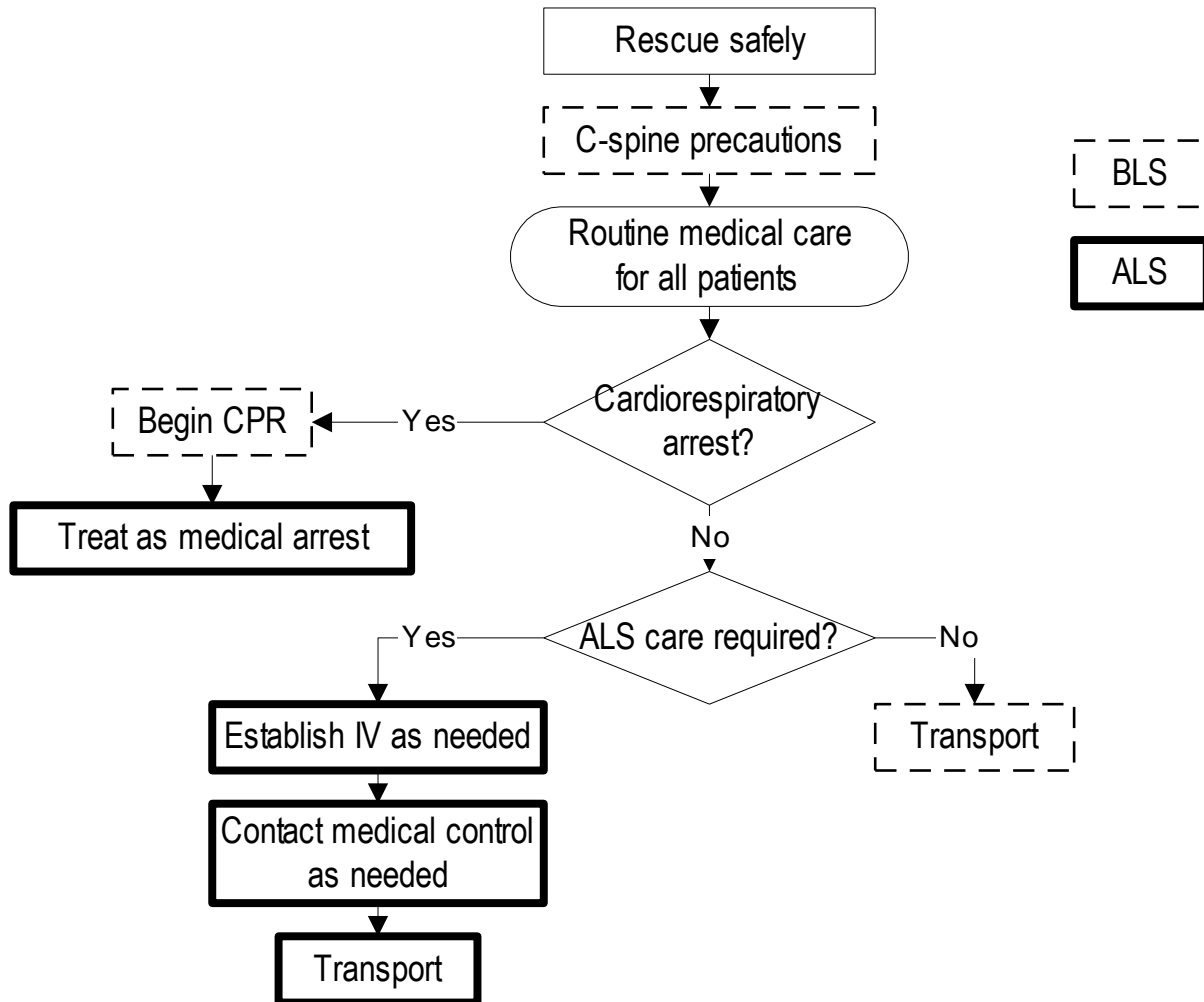 Rescue safely
C-spine precautions
BLS
Routine medical care
for all patients
ALS
Cardiorespiratory
arrest?
Yes
Begin CPR
Treat as medical arrest
No
ALS care required?
Yes
No
Establish IV as needed
Transport
Contact medical control
as needed
Transport